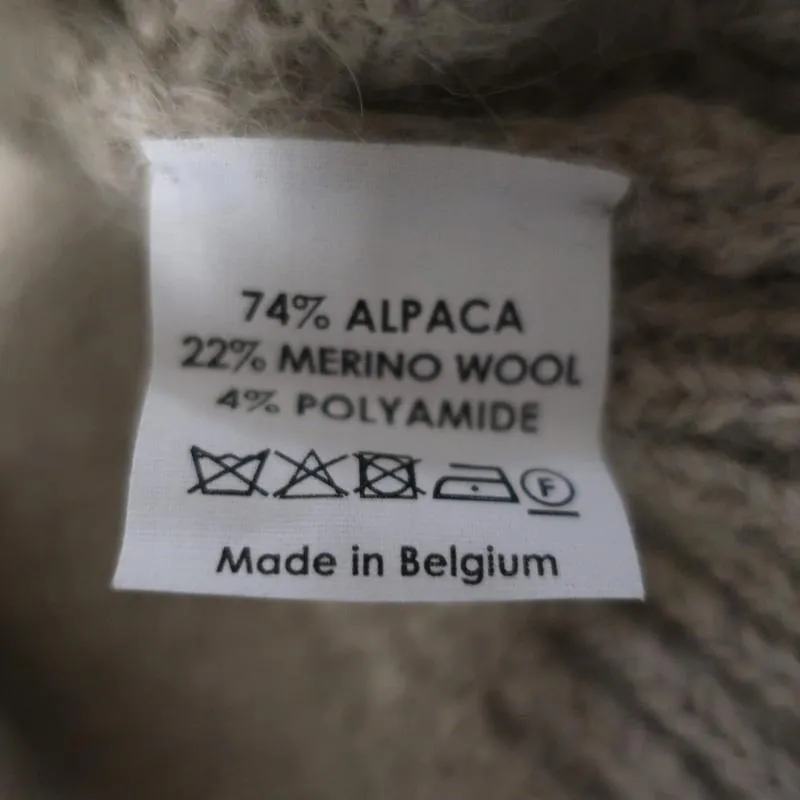 74% ALPACA
22% MERINO WOOL
4% POLYAMIDE
F
Made in Belgium